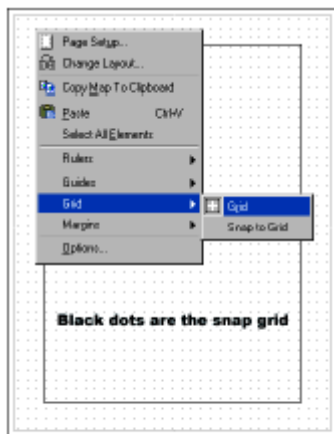 Page Setup...
Change Layout...
Copy Map To Clipboard
Paste Ctrl+V
Select All Elements
Rulers
Guides
Grid
Grid
Margins
Snap to Grid
Options...
Black dots are the snap grid